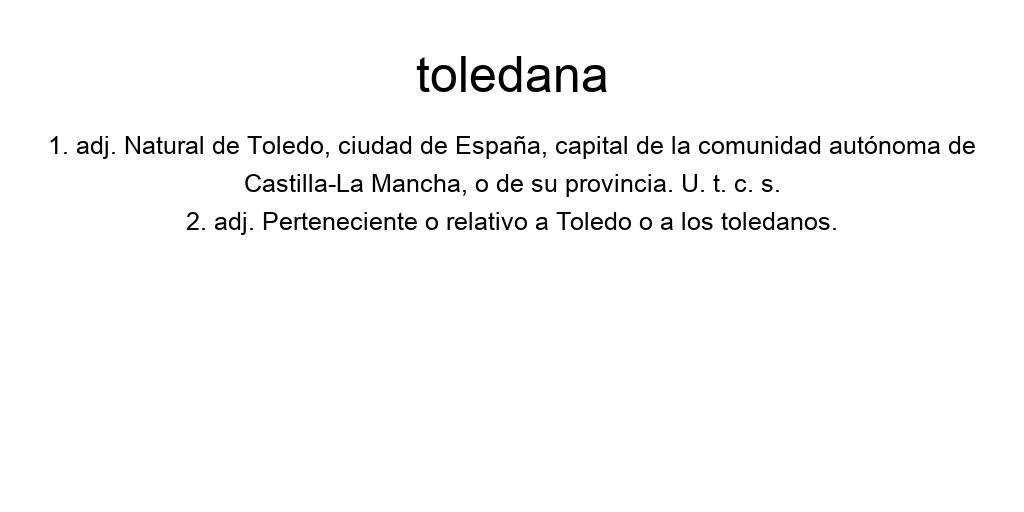 toledana
1. adj. Natural de Toledo, ciudad de España, capital de la comunidad autónoma de
Castilla-La Mancha, o de su provincia. U. t. c. s.
2. adj. Perteneciente o relativo a Toledo o a los toledanos.